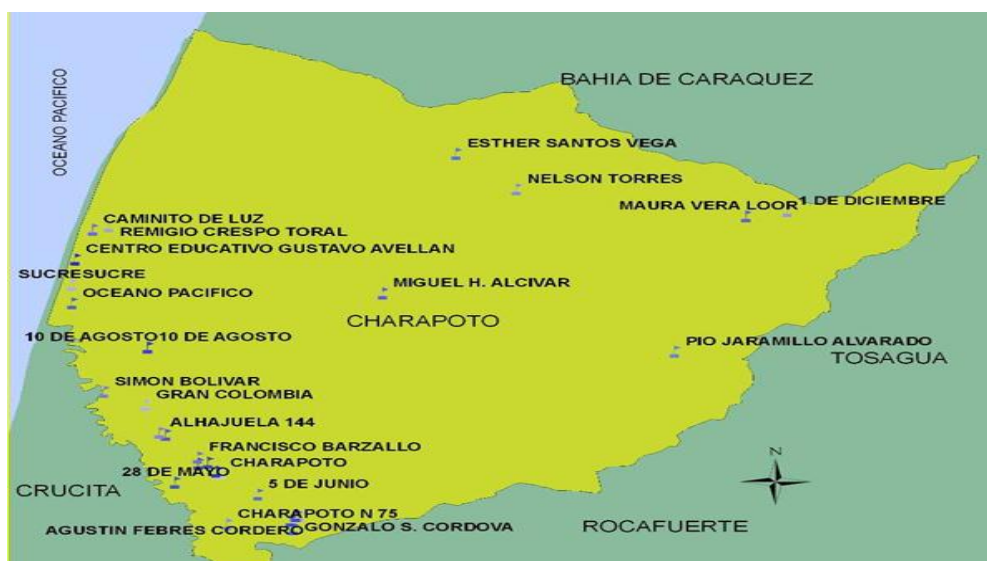 OCEANO PACIFICO
BAHIA DE CARAQUEZ
ESTHER SANTOS VEGA
NELSON TORRES
MAURA VERA LOOR
1 DE DICIEMBRE
CAMINITO DE LUZ
REMIGIO CRESPO TORAL
CENTRO EDUCATIVO GUSTAVO AVELLAN
SUCRESUCRE
OCEANO PACIFICO
MIGUEL H. ALCIVAR
CHARAPOTO
10 DE AGOSTO10 DE AGOSTO
PIO JARAMILLO ALVARADO
TOSAGUA
SIMON BOLIVAR
GRAN COLOMBIA
ALHAJUELA 144
FRANCISCO BARZALLO
CHARAPOTO
28 DE MAYO
5 DE JUNIO
CRUCITA
N
CHARAPOTO N 75
AGUSTIN FEBRES CORDERO
GONZALO S. CORDOVA
ROCAFUERTE